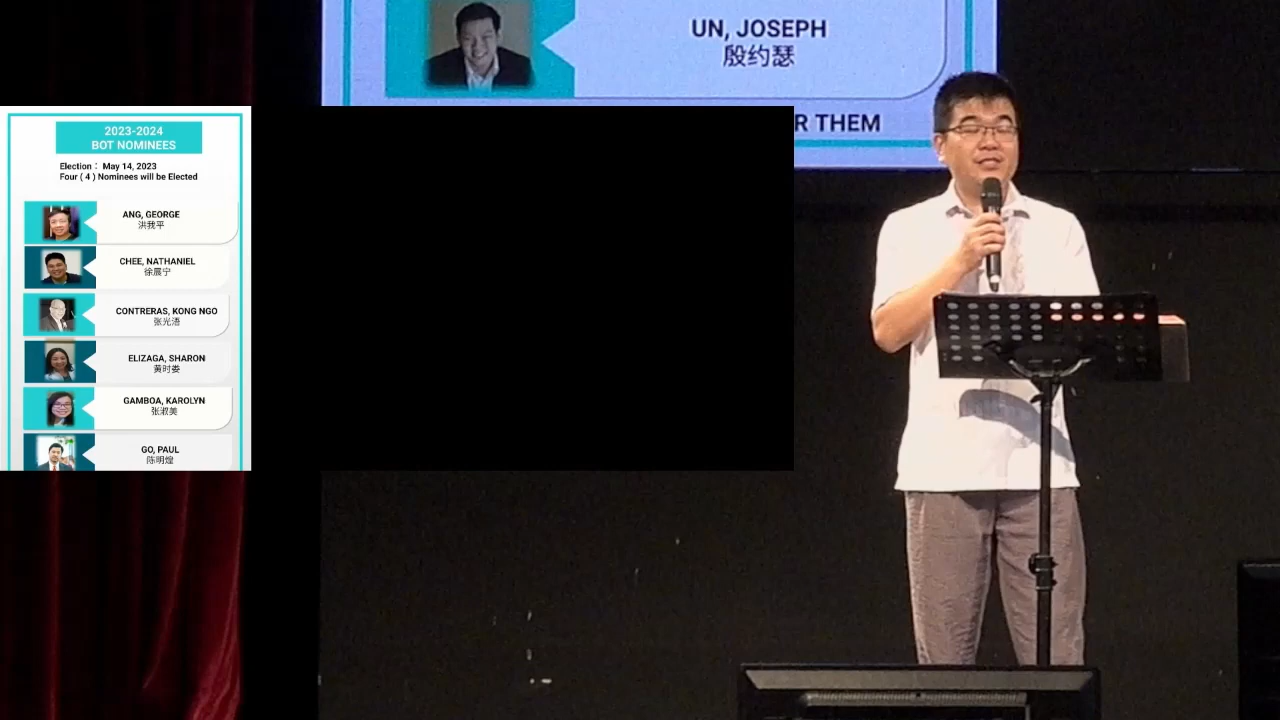 UN, JOSEPH
殷约瑟
R THEM
2023-2024
BOT NOMINEES
Election : May 14, 2023
Four ( 4 ) Nominees will be Elected
ANG, GEORGE
洪我平
CHEE, NATHANIEL
徐展宁
CONTRERAS, KONG NGO
张光浯
ELIZAGA, SHARON
黄时娄
GAMBOA, KAROLYN
张淑美
GO, PAUL
陈明煌